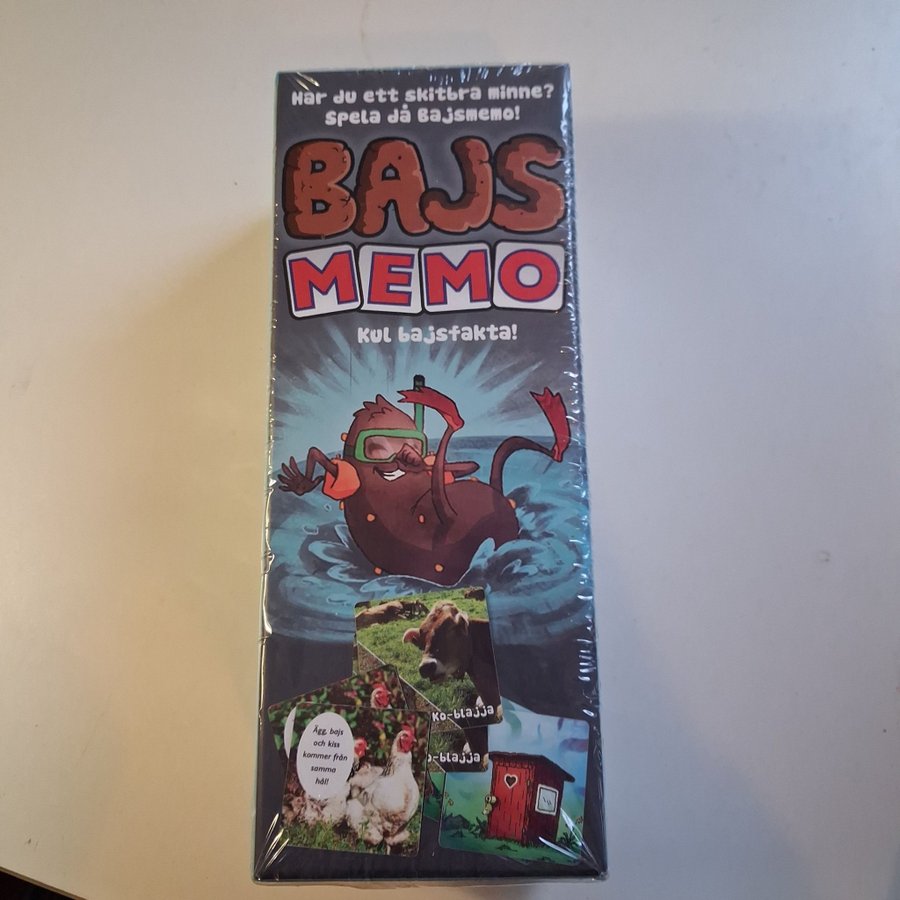 Har du ett skitbra minne?
Spela då Bajsmemo!
BAJS
MEMO
Kul bajsfakta!
Ko-blajja
o-blajja
Ägg, bajs
och kiss
kommer från
samma
hål!